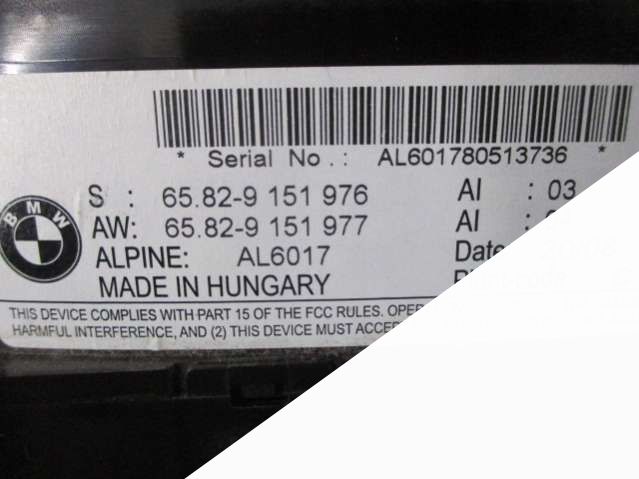 * Serial No.: AL601780513736 *
BMW
S : 65.82-9 151 976 AI : 03
AW: 65.82-9 151 977 AI :
ALPINE: AL6017 Date
MADE IN HUNGARY
THIS DEVICE COMPLIES WITH PART 15 OF THE FCC RULES.
HARMFUL INTERFERENCE, AND (2) THIS DEVICE MUST